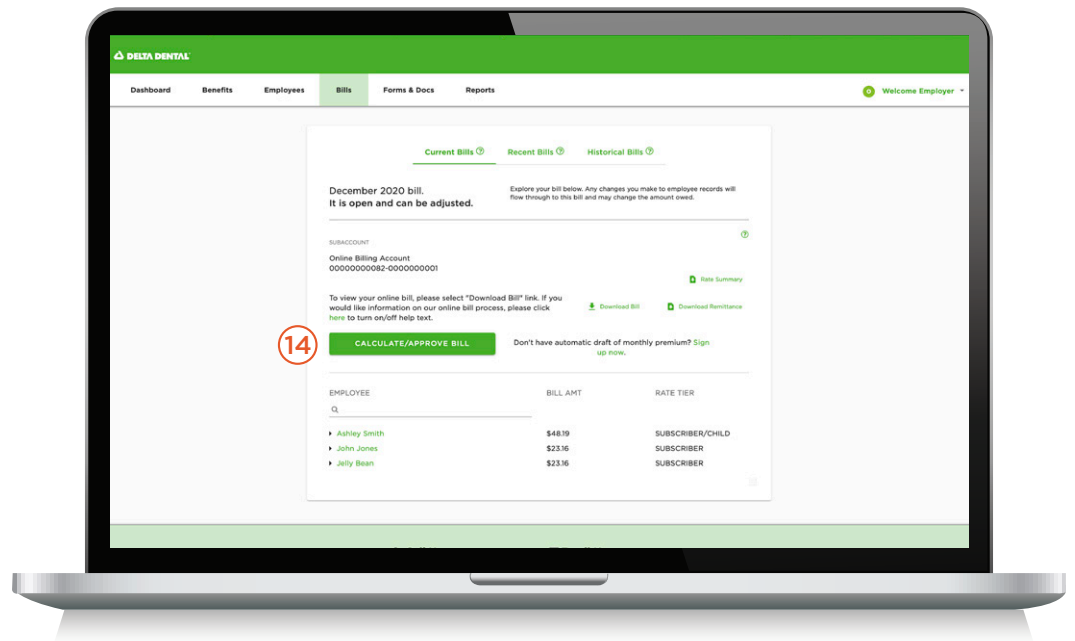 DELTA DENTAL
Dashboard Benefits Employees Bills Forms & Docs Reports Welcome Employer
Current Bills Recent Bills Historical Bills
December 2020 bill.
It is open and can be adjusted.
Explore your bill below. Any changes you make to employee records will
flow through to this bill and may change the amount owed.
SUBACCOUNT
Online Billing Account
00000000082-0000000001
Rate Summary
To view your online bill, please select "Download Bill" link. If you
would like information on our online bill process, please click
here to turn on/off help text.
Download Bill Download Remittance
14
CALCULATE/APPROVE BILL
Don't have automatic draft of monthly premium? Sign
up now.
EMPLOYEE BILL AMT RATE TIER
Ashley Smith $48.19 SUBSCRIBER/CHILD
John Jones $23.16 SUBSCRIBER
Jelly Bean $23.16 SUBSCRIBER